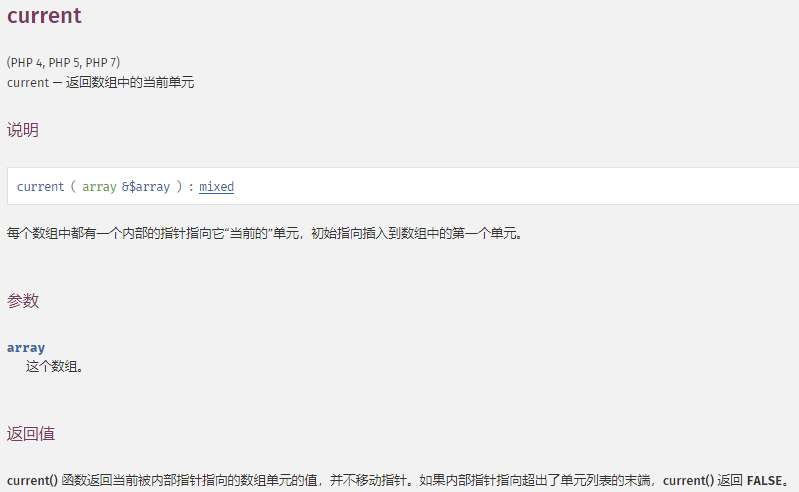 current
(PHP 4, PHP 5, PHP 7)
current — 返回数组中的当前单元
说明
current ( array &$array ) : mixed
每个数组中都有一个内部的指针指向它“当前的”单元，初始指向插入到数组中的第一个单元。
参数
array
这个数组。
返回值
current() 函数返回当前被内部指针指向的数组单元的值，并不移动指针。如果内部指针指向超出了单元列表的末端，current() 返回 FALSE。